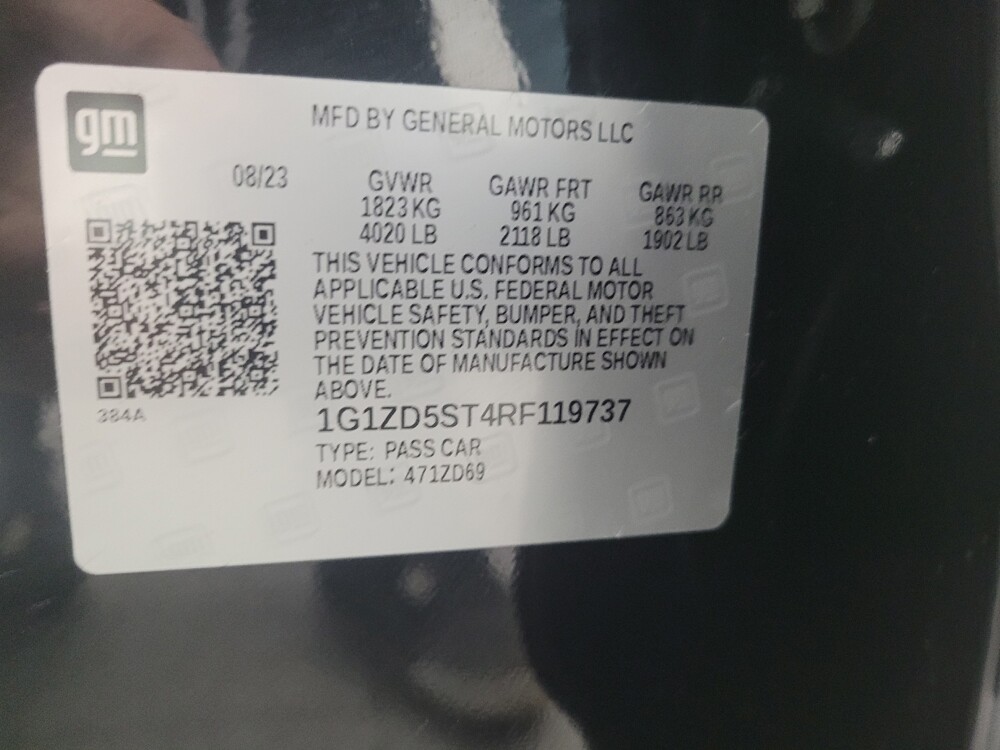 gm
MFD BY GENERAL MOTORS LLC
08/23 GVWR GAWR FRT GAWR RR
1823 KG 961 KG 863 KG
4020 LB 2118 LB 1902 LB
THIS VEHICLE CONFORMS TO ALL
APPLICABLE U.S. FEDERAL MOTOR
VEHICLE SAFETY, BUMPER, AND THEFT
PREVENTION STANDARDS IN EFFECT ON
THE DATE OF MANUFACTURE SHOWN
ABOVE.
384A
1G1ZD5ST4RF119737
TYPE: PASS CAR
MODEL: 471ZD69